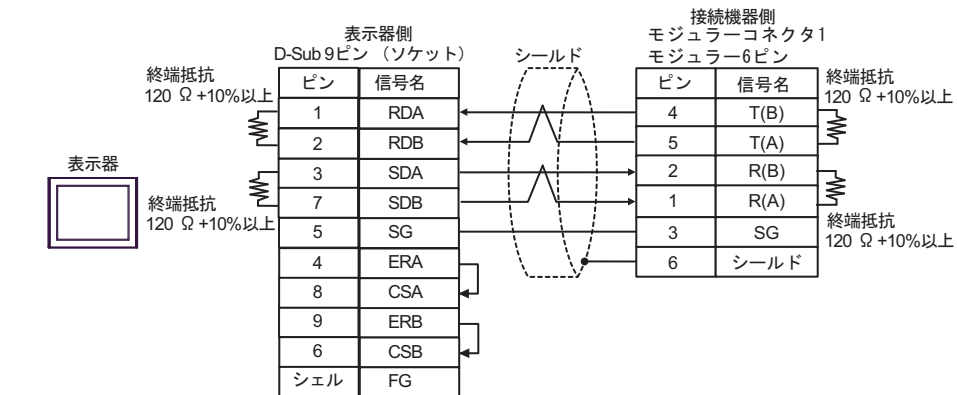 表示器側
D-Sub 9ピン （ソケット）
シールド
接続機器側
モジュラーコネクタ1
モジュラー6ピン
終端抵抗
120 Ω +10%以上
ピン 信号名
1 RDA
2 RDB
3 SDA
7 SDB
5 SG
4 ERA
8 CSA
9 ERB
6 CSB
シェル FG
表示器
終端抵抗
120 Ω +10%以上
ピン 信号名
4 T(B)
5 T(A)
2 R(B)
1 R(A)
3 SG
6 シールド
終端抵抗
120 Ω +10%以上
終端抵抗
120 Ω +10%以上